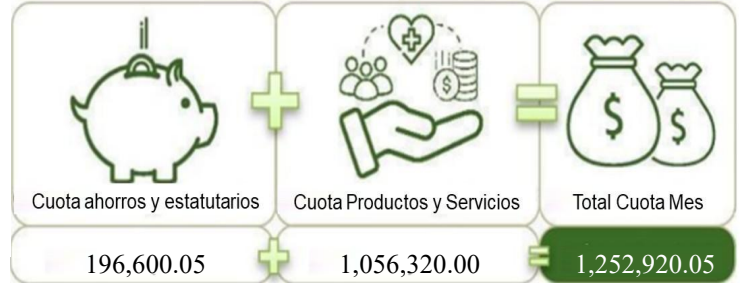 Cuota ahorros y estatutarios
Cuota Productos y Servicios
Total Cuota Mes
196,600.05
1,056,320.00
1,252,920.05